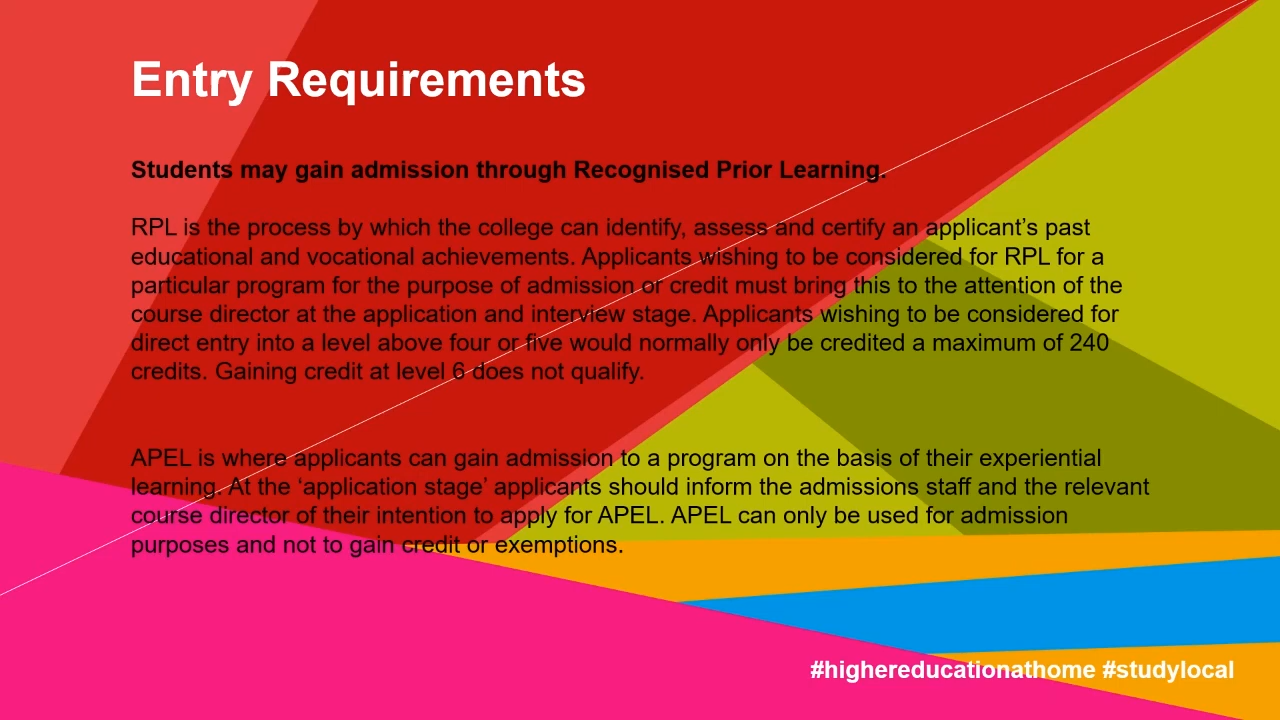 Entry Requirements
Students may gain admission through Recognised Prior Learning.
RPL is the process by which the college can identify, assess and certify an applicant’s past
educational and vocational achievements. Applicants wishing to be considered for RPL for a
particular program for the purpose of admission or credit must bring this to the attention of the
course director at the application and interview stage. Applicants wishing to be considered for
direct entry into a level above four or five would normally only be credited a maximum of 240
credits. Gaining credit at level 6 does not qualify.
APEL is where applicants can gain admission to a program on the basis of their experiential
learning. At the ‘application stage’ applicants should inform the admissions staff and the relevant
course director of their intention to apply for APEL. APEL can only be used for admission
purposes and not to gain credit or exemptions.
#highereducationathome #studylocal